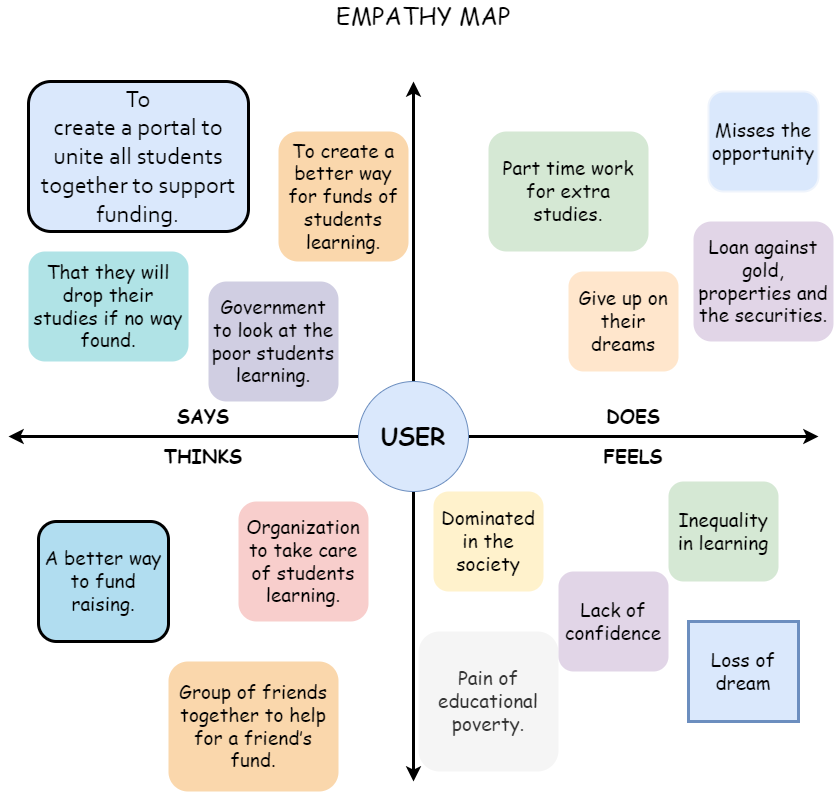 EMPATHY MAP
To
create a portal to
unite all students
together to support
funding.
To create a
better way
for funds of
students
learning.
That they will
drop their
studies if no way
found.
Government
to look at the
poor students
learning.
SAYS
Part time work
for extra
studies.
Misses the
opportunity
Loan against
gold,
properties and
the securities.
Give up on
their
dreams
DOES
USER
THINKS
A better way
to fund
raising.
Organization
to take care
of students
learning.
Group of friends
together to help
for a friend's
fund.
FEELS
Dominated
in the
society
Inequality
in learning
Lack of
confidence
Loss of
dream
Pain of
educational
poverty.